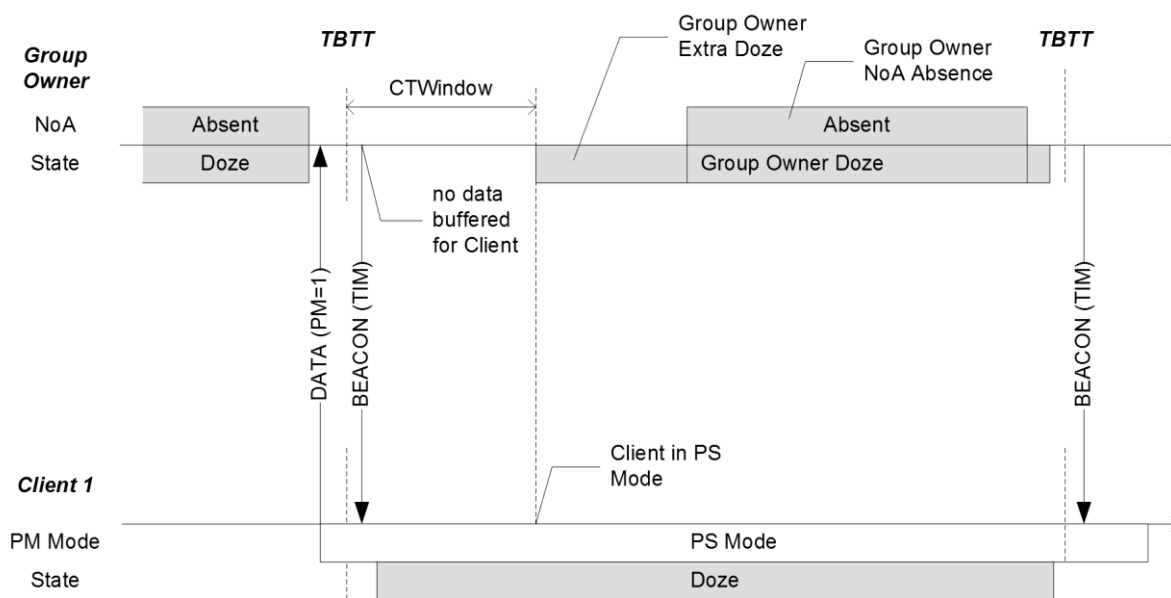 Group Owner
Extra Doze
TBTT
TBTT
Group
Owner
Group Owner
NoA Absence
CTWindow
NoA
Absent
Absent
State
Doze
Group Owner Doze
no data
buffered
for Client
DATA (PM=1)
BEACON (TIM)
BEACON (TIM)
Client in PS
Mode
Client 1
PM Mode
PS Mode
State
Doze